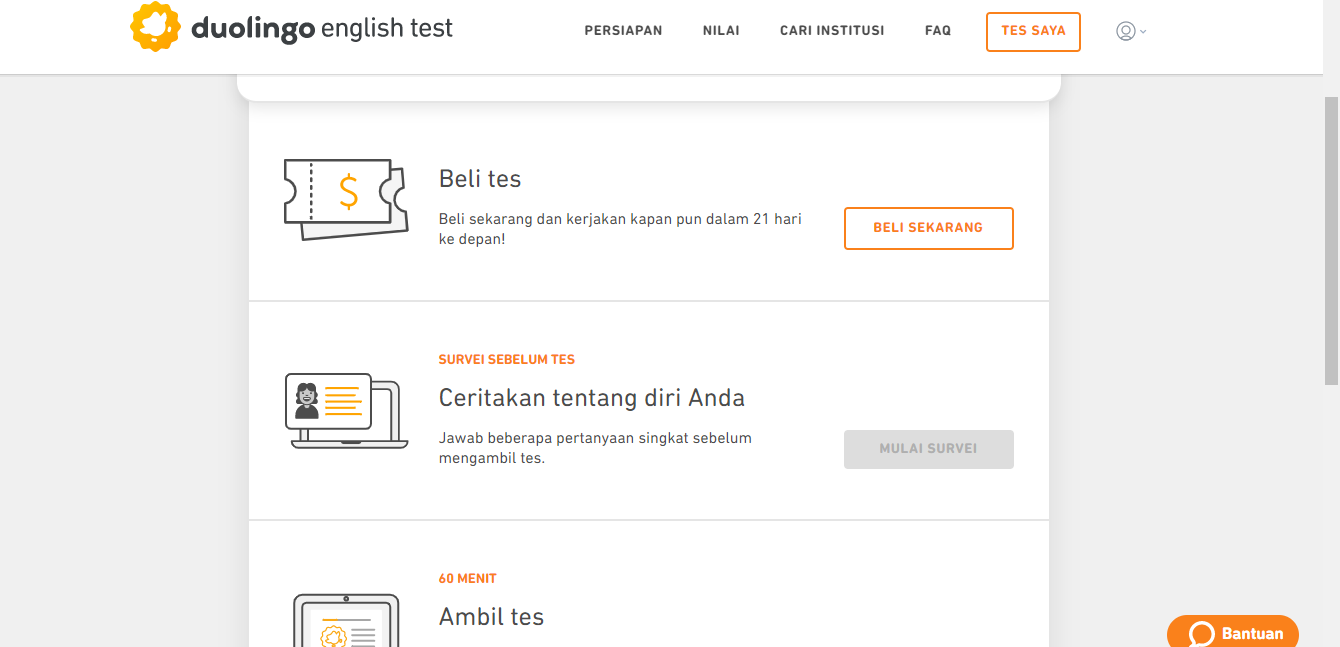 duolingo english test
PERSIAPAN
NILAI
CARI INSTITUSI
FAQ
TES SAYA
$
Beli tes
Beli sekarang dan kerjakan kapan pun dalam 21 hari
ke depan!
BELI SEKARANG
SURVEI SEBELUM TES
Ceritakan tentang diri Anda
Jawab beberapa pertanyaan singkat sebelum
mengambil tes.
MULAI SURVEI
60 MENIT
Ambil tes
Bantuan